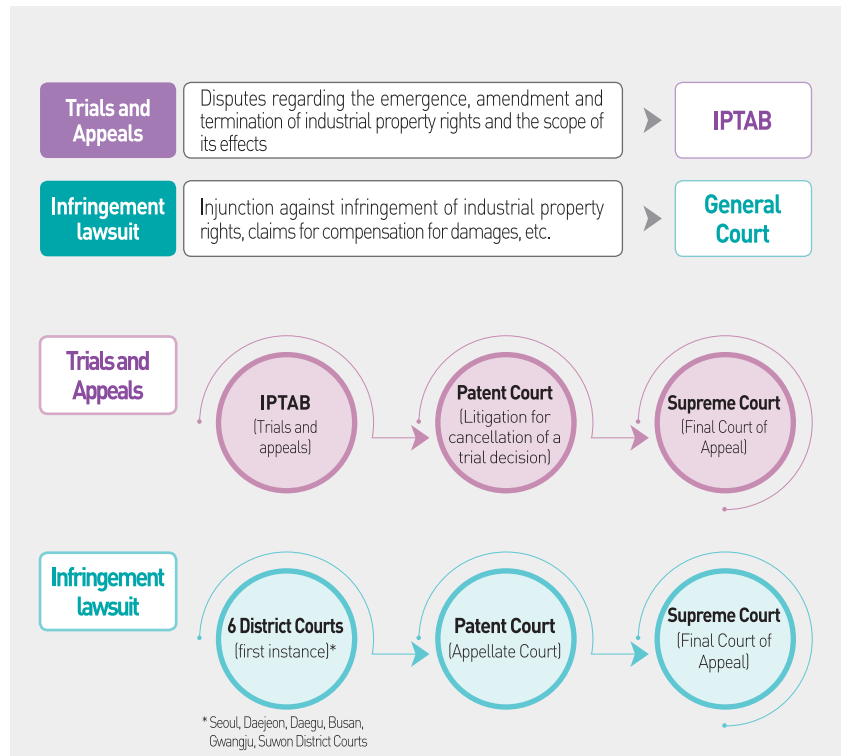 Trials and
Appeals
Disputes regarding the emergence, amendment and
termination of industrial property rights and the scope of
its effects
IPTAB
Infringement
lawsuit
Injunction against infringement of industrial property
rights, claims for compensation for damages, etc.
General
Court
Trials and
Appeals
IPTAB
(Trials and
appeals)
Patent Court
(Litigation for
cancellation of a
trial decision)
Supreme Court
(Final Court of
Appeal)
Infringement
lawsuit
6 District Courts
(first instance)*
Patent Court
(Appellate Court)
Supreme Court
(Final Court of
Appeal)
* Seoul, Daejeon, Daegu, Busan,
Gwangju, Suwon District Courts